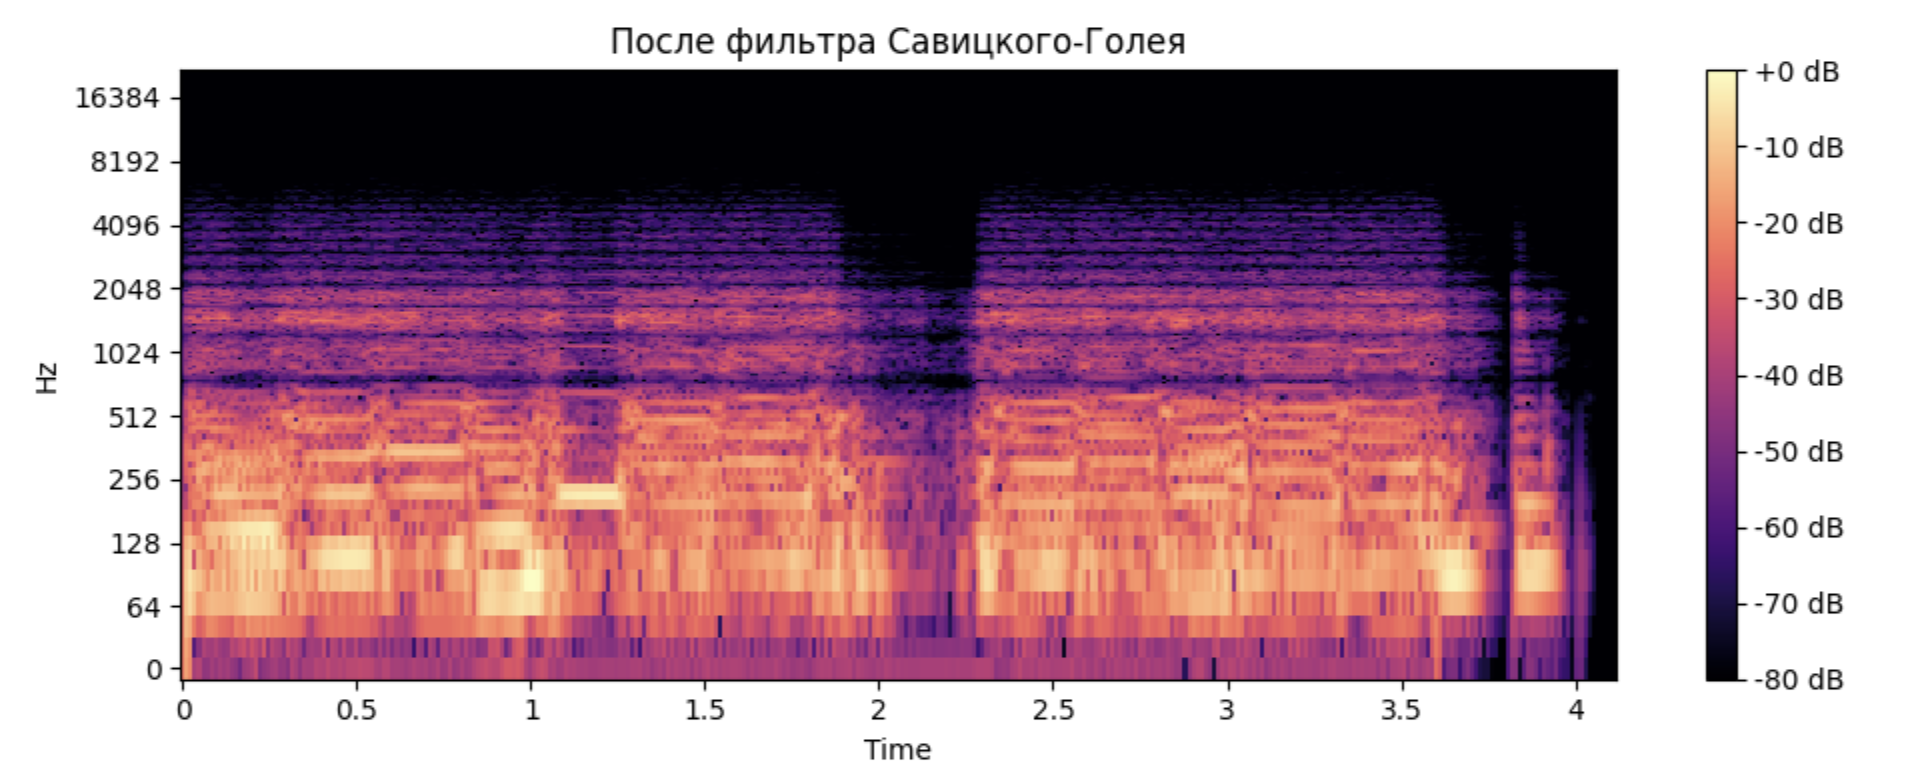 После фильтра Савицкого-Голея
16384
8192
4096
2048
1024
512
256
128
64
0
Hz
0
0.5
1
1.5
2
2.5
3
3.5
4
Time
+0 dB
-10 dB
-20 dB
-30 dB
-40 dB
-50 dB
-60 dB
-70 dB
-80 dB